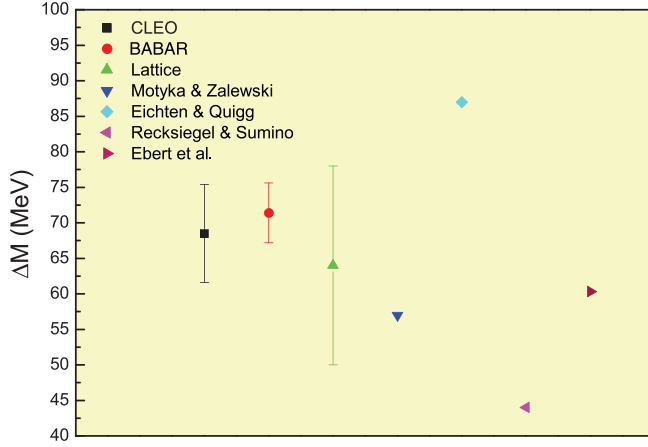 100
95
90
85
80
75
70
65
60
55
50
45
40
ΔM (MeV)
CLEO
BABAR
Lattice
Motyka & Zalewski
Eichten & Quigg
Recksiegel & Sumino
Ebert et al.